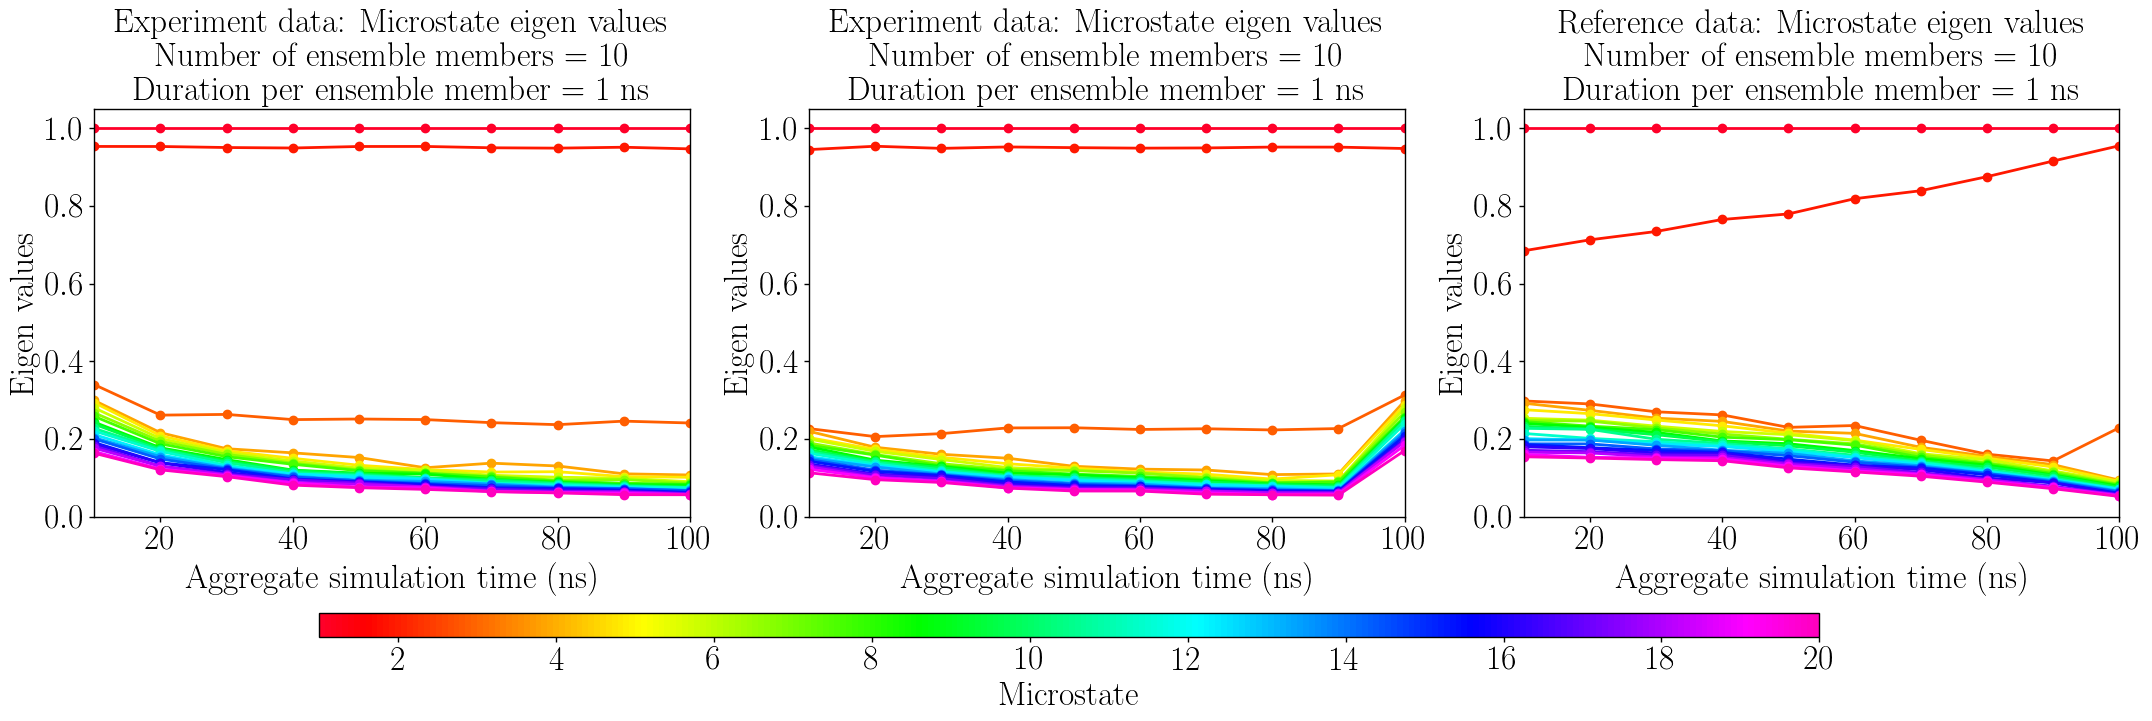 Experiment data: Microstate eigen values
Number of ensemble members = 10
Duration per ensemble member = 1 ns
1.0
0.8
0.6
0.4
0.2
0.0
Eigen values
20
40
60
80
100
Aggregate simulation time (ns)
Experiment data: Microstate eigen values
Number of ensemble members = 10
Duration per ensemble member = 1 ns
1.0
0.8
0.6
0.4
0.2
0.0
Eigen values
20
40
60
80
100
Aggregate simulation time (ns)
Reference data: Microstate eigen values
Number of ensemble members = 10
Duration per ensemble member = 1 ns
1.0
0.8
0.6
0.4
0.2
0.0
Eigen values
20
40
60
80
100
Aggregate simulation time (ns)
2
4
6
8
10
12
14
16
18
20
Microstate